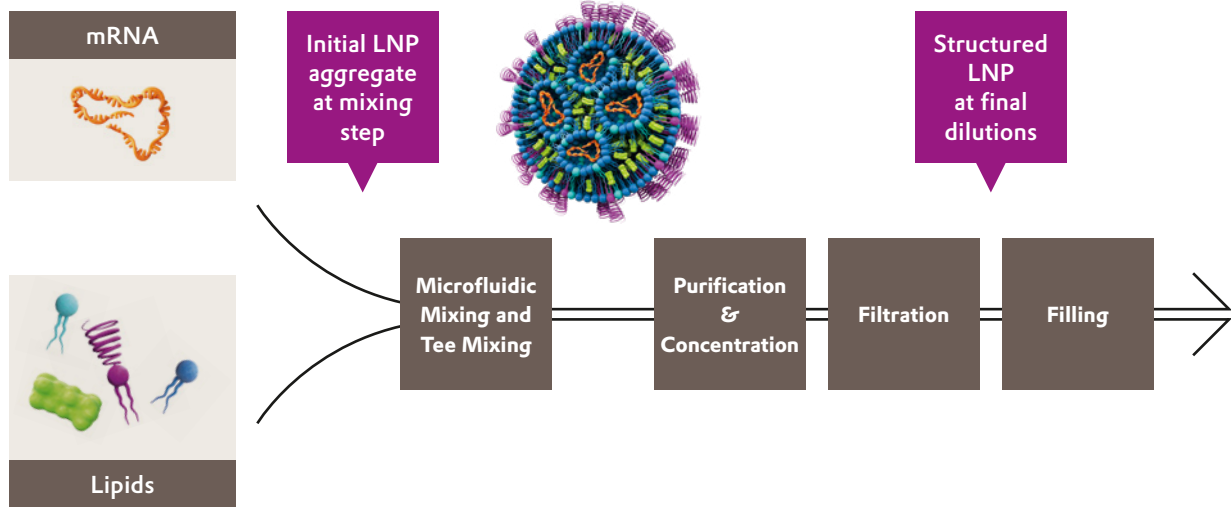 mRNA
Initial LNP
aggregate
at mixing
step
Structured
LNP
at final
dilutions
Microfluidic
Mixing and
Tee Mixing
Purification
&
Concentration
Filtration
Filling
Lipids